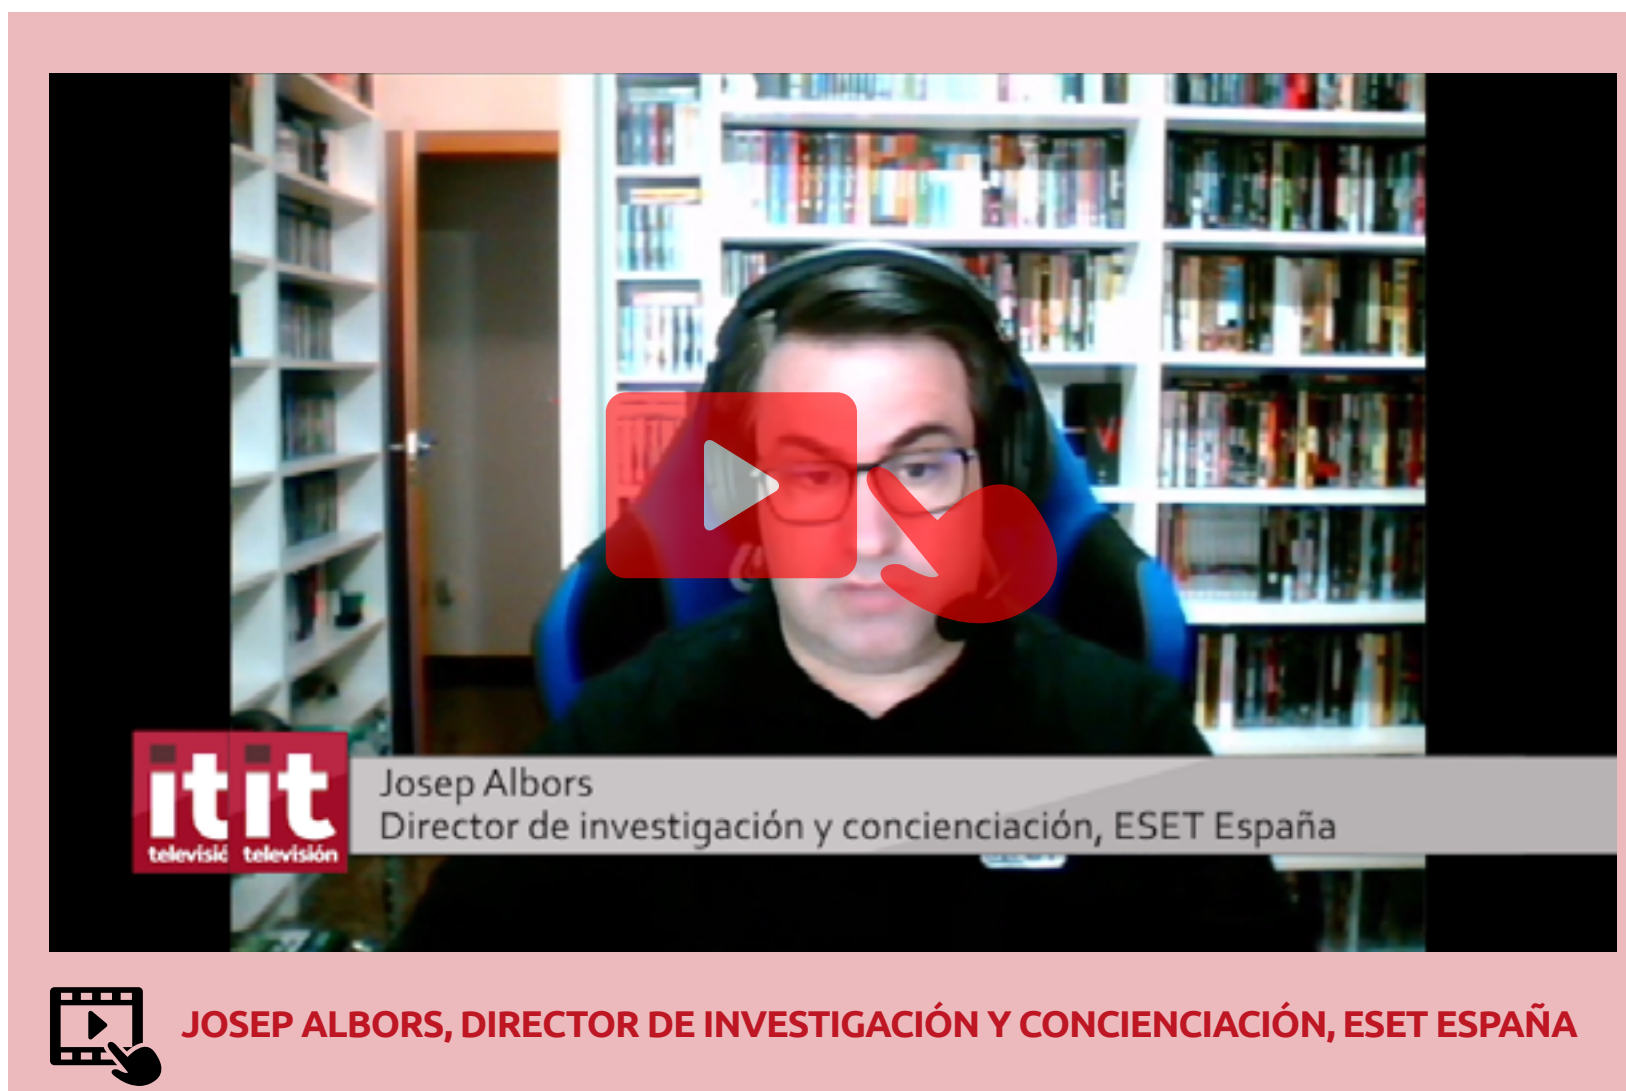 itit
televisió televisión
Josep Albors
Director de investigación y concienciación, ESET España
JOSEP ALBORS, DIRECTOR DE INVESTIGACIÓN Y CONCIENCIACIÓN, ESET ESPAÑA